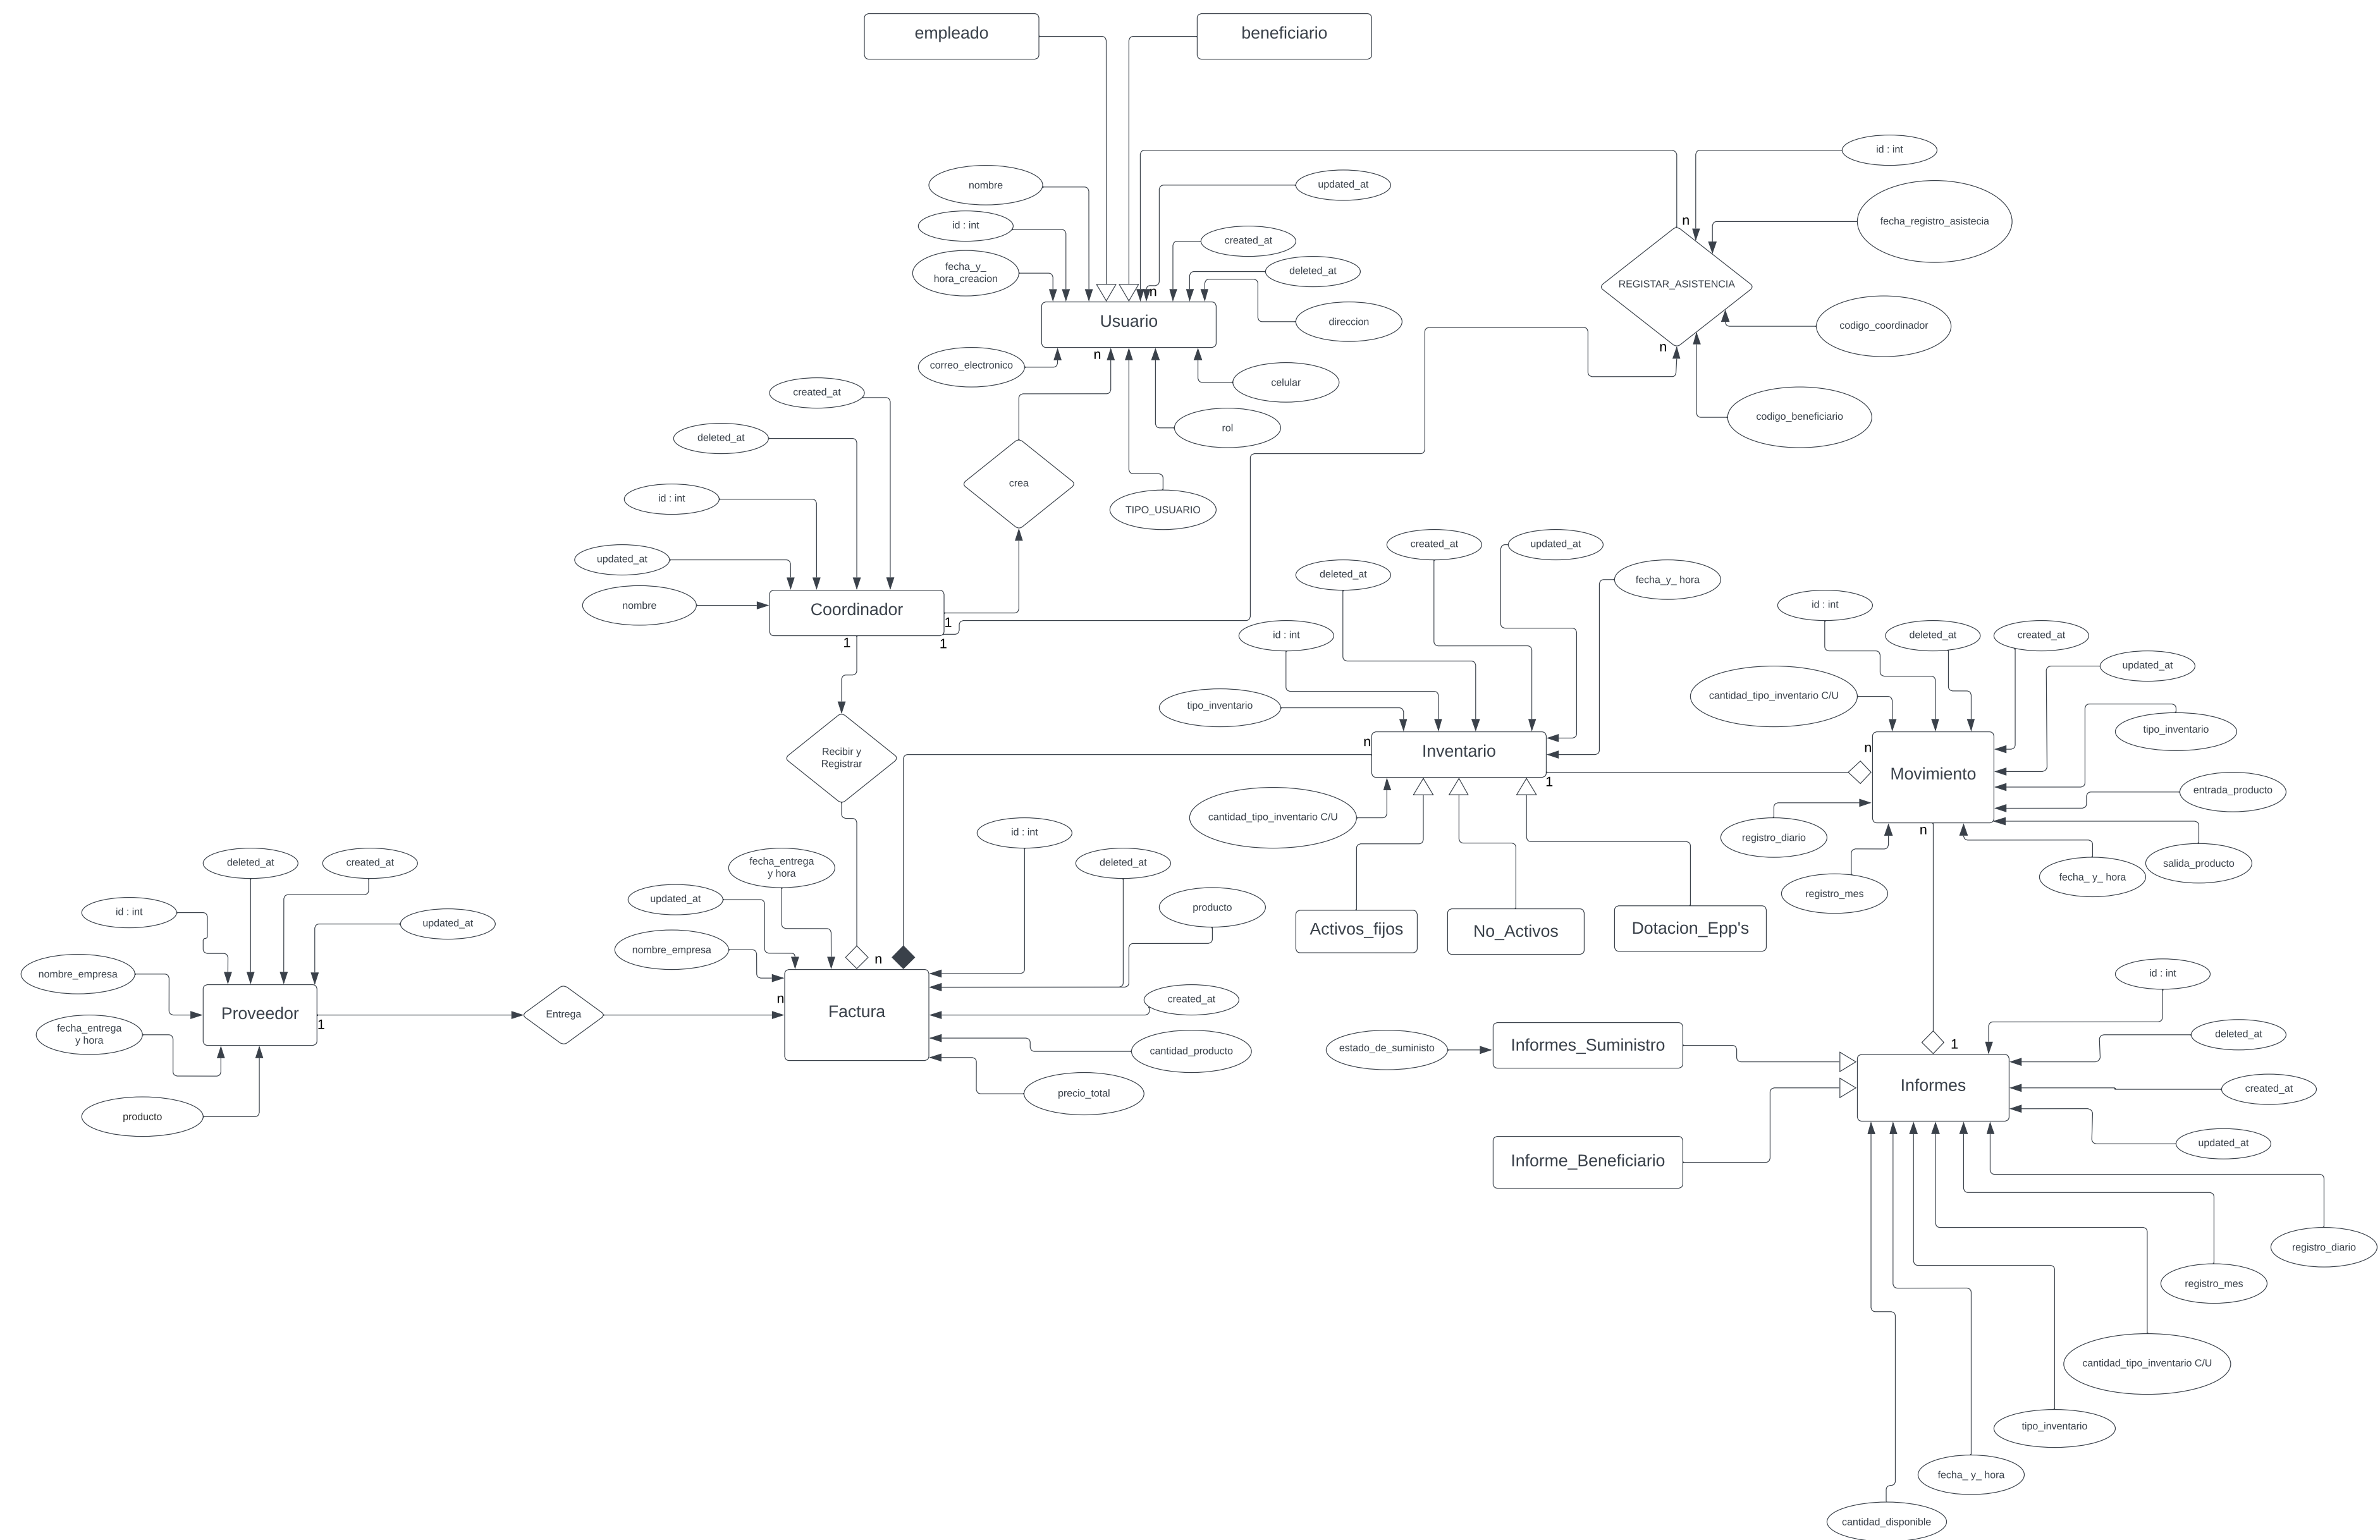 empleado
beneficiario
id : int
nombre
updated_at
fecha_registro_asistecia
n
id : int
created_at
fecha_y_
hora_creacion
deleted_at
REGISTAR_ASISTENCIA
n
Usuario
direccion
codigo_coordinador
n
n
correo_electronico
celular
created_at
codigo_beneficiario
rol
deleted_at
crea
id : int
TIPO_USUARIO
updated_at
created_at
updated_at
deleted_at
fecha_y_ hora
nombre
Coordinador
1
1
1
id : int
id : int
deleted_at
created_at
updated_at
cantidad_tipo_inventario C/U
tipo_inventario
tipo_inventario
Recibir y
Registrar
n
Inventario
1
n
Movimiento
entrada_producto
cantidad_tipo_inventario C/U
registro_diario
n
salida_producto
fecha_ y_ hora
registro_mes
id : int
deleted_at
fecha_entrega
y hora
deleted_at
created_at
updated_at
producto
id : int
updated_at
nombre_empresa
Activos_fijos
No_Activos
Dotacion_Epp's
n
nombre_empresa
Proveedor
1
Entrega
n
Factura
created_at
id : int
fecha_entrega
y hora
cantidad_producto
estado_de_suministo
Informes_Suministro
1
deleted_at
precio_total
Informes
created_at
producto
updated_at
Informe_Beneficiario
registro_diario
registro_mes
cantidad_tipo_inventario C/U
tipo_inventario
fecha_ y_ hora
cantidad_disponible